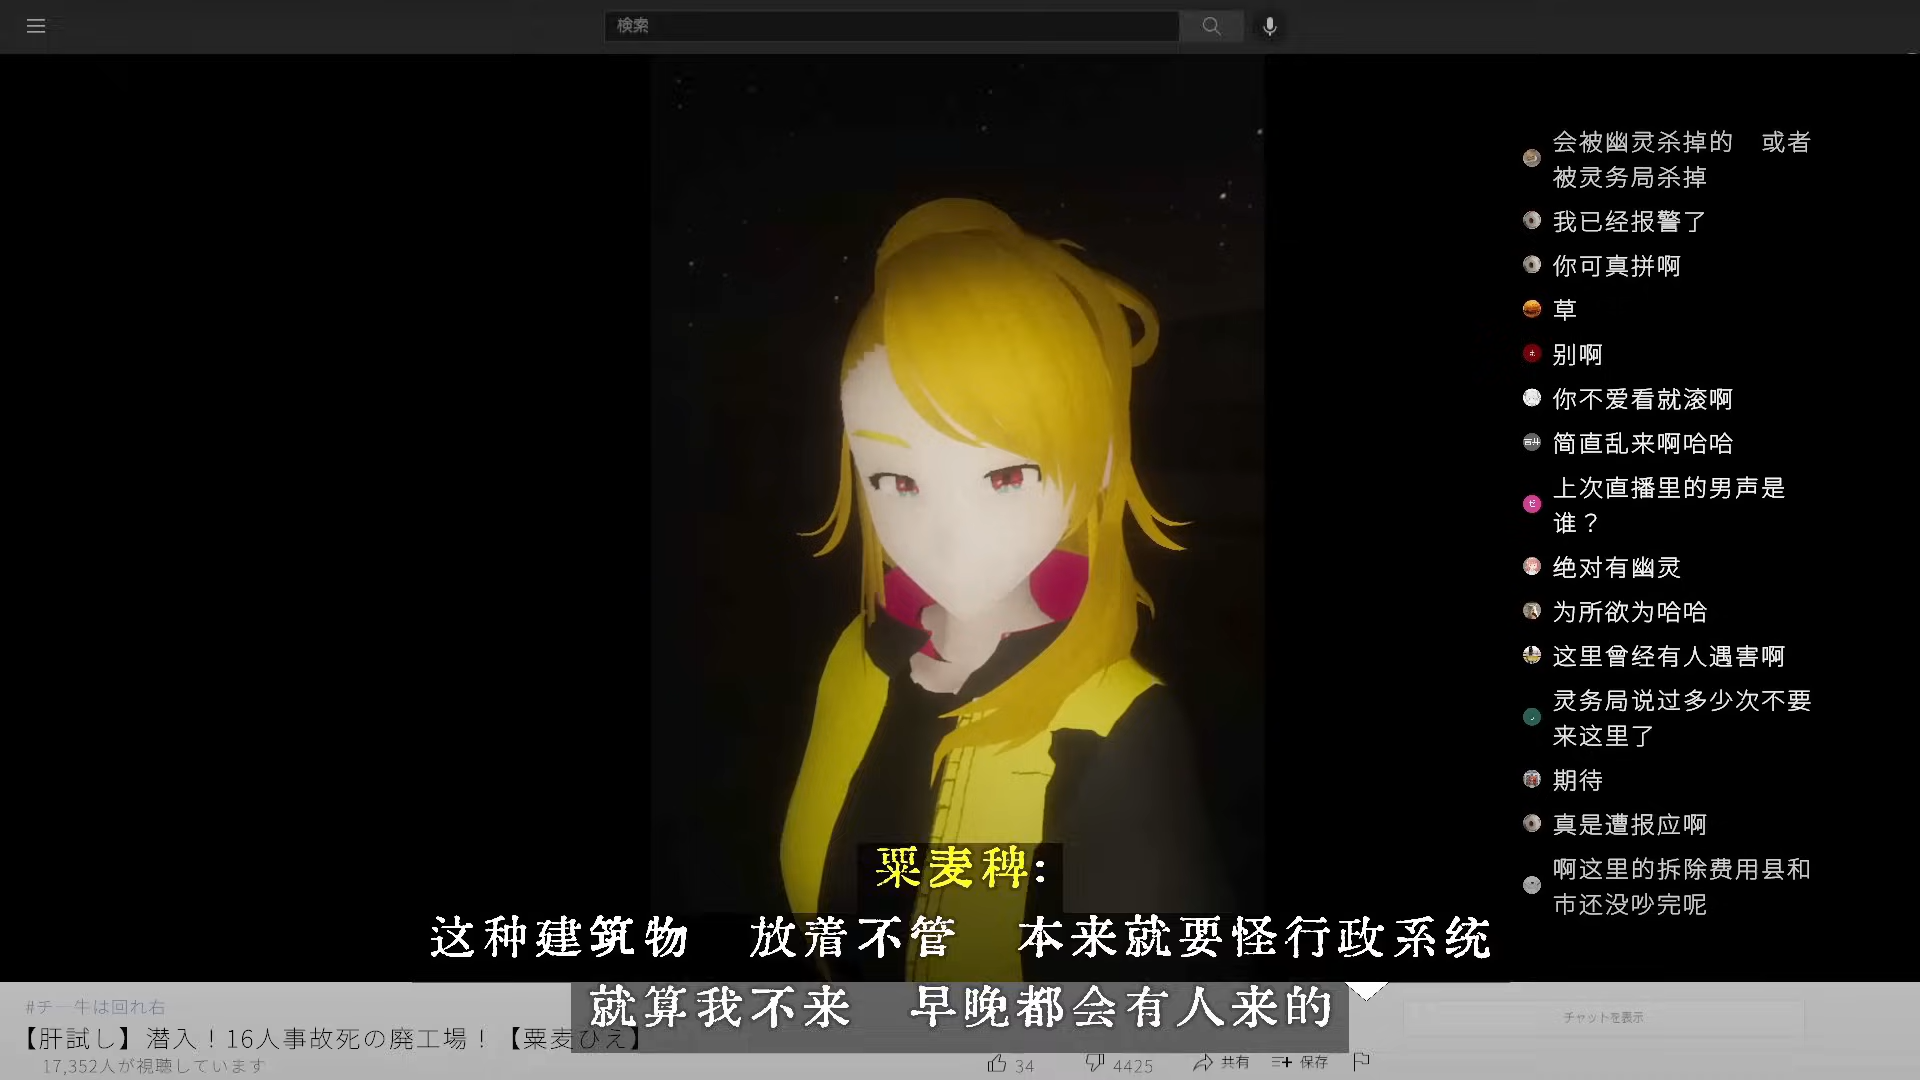 検索
会被幽灵杀掉的　或者
被灵务局杀掉
我已经报警了
你可真拼啊
草
别啊
你不爱看就滚啊
简直乱来啊哈哈
上次直播里的男声是
谁？
绝对有幽灵
为所欲为哈哈
这里曾经有人遇害啊
灵务局说过多少次不要
来这里了
期待
真是遭报应啊
啊这里的拆除费用县和
市还没吵完呢
粟麦稗:
这种建筑物　放着不管　本来就要怪行政系统
就算我不来　早晚都会有人来的
#チー牛は回れ右
【肝試し】潜入！16人事故死の廃工場！【粟麦ひえ】
17,352人が視聴しています
34
4425
共有
保存
チャットを表示